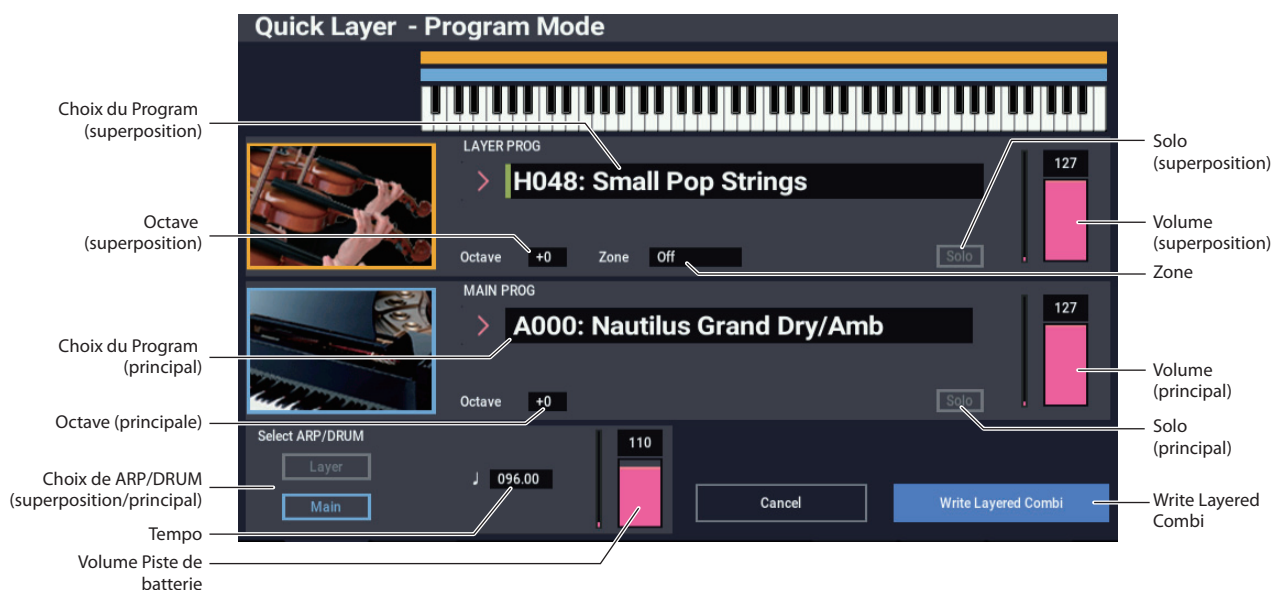 Quick Layer - Program Mode
Choix du Program
(superposition)
LAYER PROG
H048: Small Pop Strings
127
Solo
(superposition)
Octave
(superposition)
Octave +0 Zone Off Solo
Volume
(superposition)
Zone
MAIN PROG
A000: Nautilus Grand Dry/Amb
127
Choix du Program
(principal)
Octave +0 Solo
Volume
(principal)
Octave (principale)
Solo
(principal)
Select ARP/DRUM
Layer
Main
096.00
110
Cancel
Write Layered Combi
Choix de ARP/DRUM
(superposition/principal)
Write Layered
Combi
Tempo
Volume Piste de
batterie